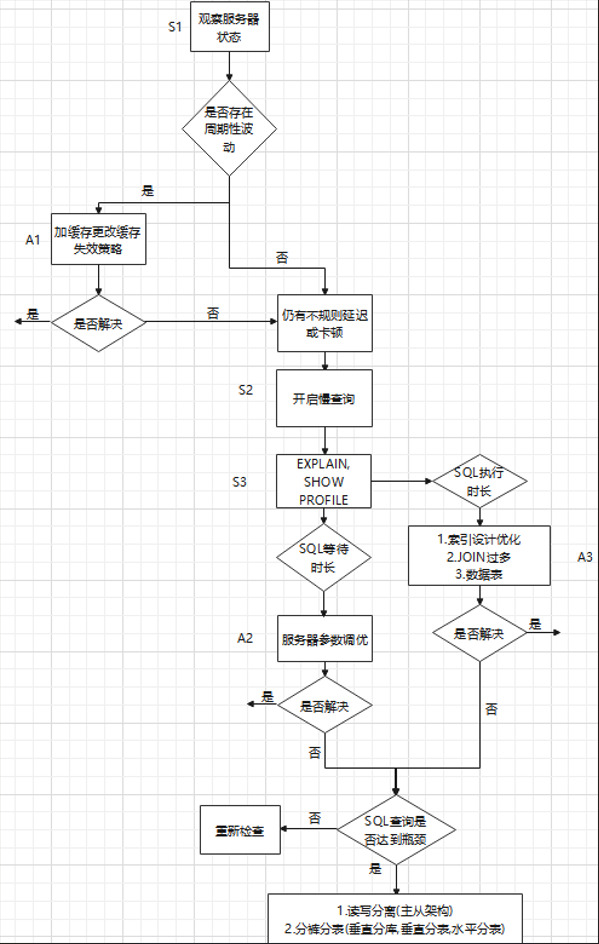 S1
观察服务器
状态
是否存在
周期性波
动
是
A1
加缓存更改缓存
失效策略
否
是
是否解决
否
仍有不规则延迟
或卡顿
S2
开启慢查询
S3
EXPLAIN,
SHOW
PROFILE
SQL执行
时长
SQL等待
时长
1.索引设计优化
2.JOIN过多
3.数据表
A3
A2
服务器参数调优
是否解决
是
是
是否解决
否
否
SQL查询是
否达到瓶颈
否
重新检查
是
1.读写分离(主从架构)
2.分裤分表(垂直分库,垂直分表,水平分表)